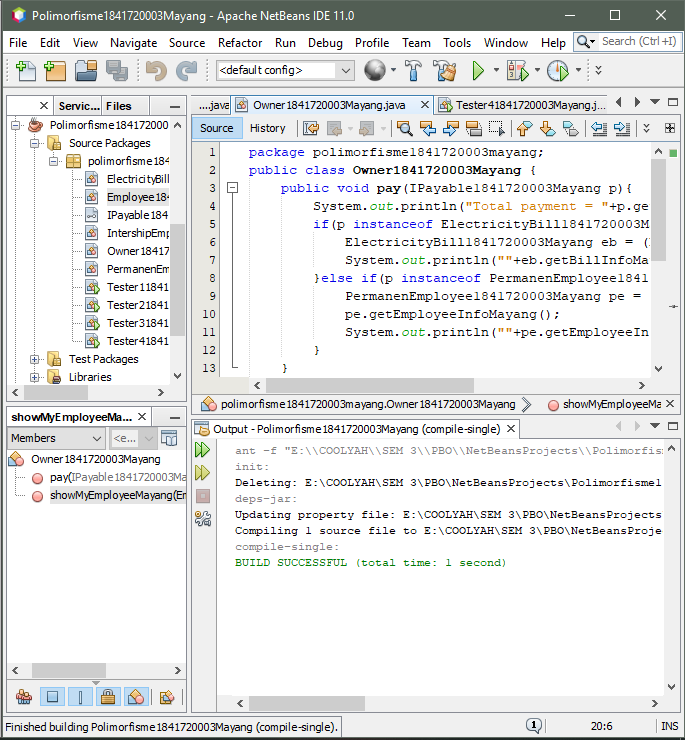 Polimorfisme1841720003Mayang - Apache NetBeans IDE 11.0
File Edit View Navigate Source Refactor Run Debug Profile Team Tools Window Help Search (Ctrl+I)
<default config>
Servic... Files
...java Owner1841720003Mayang.java Tester41841720003Mayang.j...
Source History
Polimorfisme184172000
Source Packages
polimorfisme184
ElectricityBill
Employee184
IPayable184
IntershipEmp
Owner18417
PermanenEm
Tester11841
Tester21841
Tester31841
Tester41841
Test Packages
Libraries
1 package polimorfisme1841720003mayang;
2 public class Owner1841720003Mayang {
3 public void pay(IPayable1841720003Mayang p){
4 System.out.println("Total payment = "+p.ge
5 if(p instanceof ElectricityBill1841720003M
6 ElectricityBill1841720003Mayang eb = (
7 System.out.println(""+eb.getBillInfoMa
8 }else if(p instanceof PermanenEmployee1841
9 PermanenEmployee1841720003Mayang pe =
10 pe.getEmployeeInfoMayang();
11 System.out.println(""+pe.getEmployeeIn
12 }
13 }
polimorfisme1841720003mayang.Owner1841720003Mayang showMyEmployeeMa
showMyEmployeeMa...
Members <e...
Owner1841720003Mayang
pay(IPayable1841720003Ma
showMyEmployeeMayang(Em
Output - Polimorfisme1841720003Mayang (compile-single)
ant -f "E:\\COOLYAH\\SEM 3\\PBO\\NetBeansProjects\\Polimorfis
init:
Deleting: E:\COOLYAH\SEM 3\PBO\NetBeansProjects\Polimorfisme1
deps-jar:
Updating property file: E:\COOLYAH\SEM 3\PBO\NetBeansProjects
Compiling 1 source file to E:\COOLYAH\SEM 3\PBO\NetBeansProje
compile-single:
BUILD SUCCESSFUL (total time: 1 second)
Finished building Polimorfisme1841720003Mayang (compile-single). 1 20:6 INS